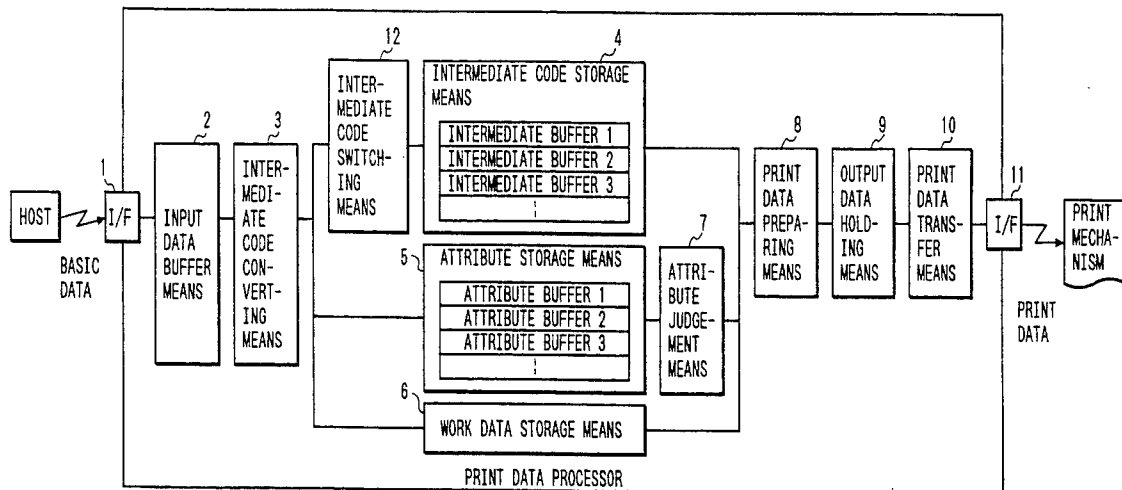 HOST
BASIC
DATA
1
I/F
2
INPUT
DATA
BUFFER
MEANS
3
INTER-
MEDI-
ATE
CODE
CON-
VERT-
ING
MEANS
12
INTER-
MEDIATE
CODE
SWITCH-
ING
MEANS
4
INTERMEDIATE CODE STORAGE
MEANS
INTERMEDIATE BUFFER 1
INTERMEDIATE BUFFER 2
INTERMEDIATE BUFFER 3
5
ATTRIBUTE STORAGE MEANS
ATTRIBUTE BUFFER 1
ATTRIBUTE BUFFER 2
ATTRIBUTE BUFFER 3
6
WORK DATA STORAGE MEANS
7
ATTRI-
BUTE
JUDGE-
MENT
MEANS
8
PRINT
DATA
PREPA-
RING
MEANS
9
OUTPUT
DATA
HOLD-
ING
MEANS
10
PRINT
DATA
TRANS-
FER
MEANS
11
I/F
PRINT
MECHA-
NISM
PRINT
DATA
PRINT DATA PROCESSOR